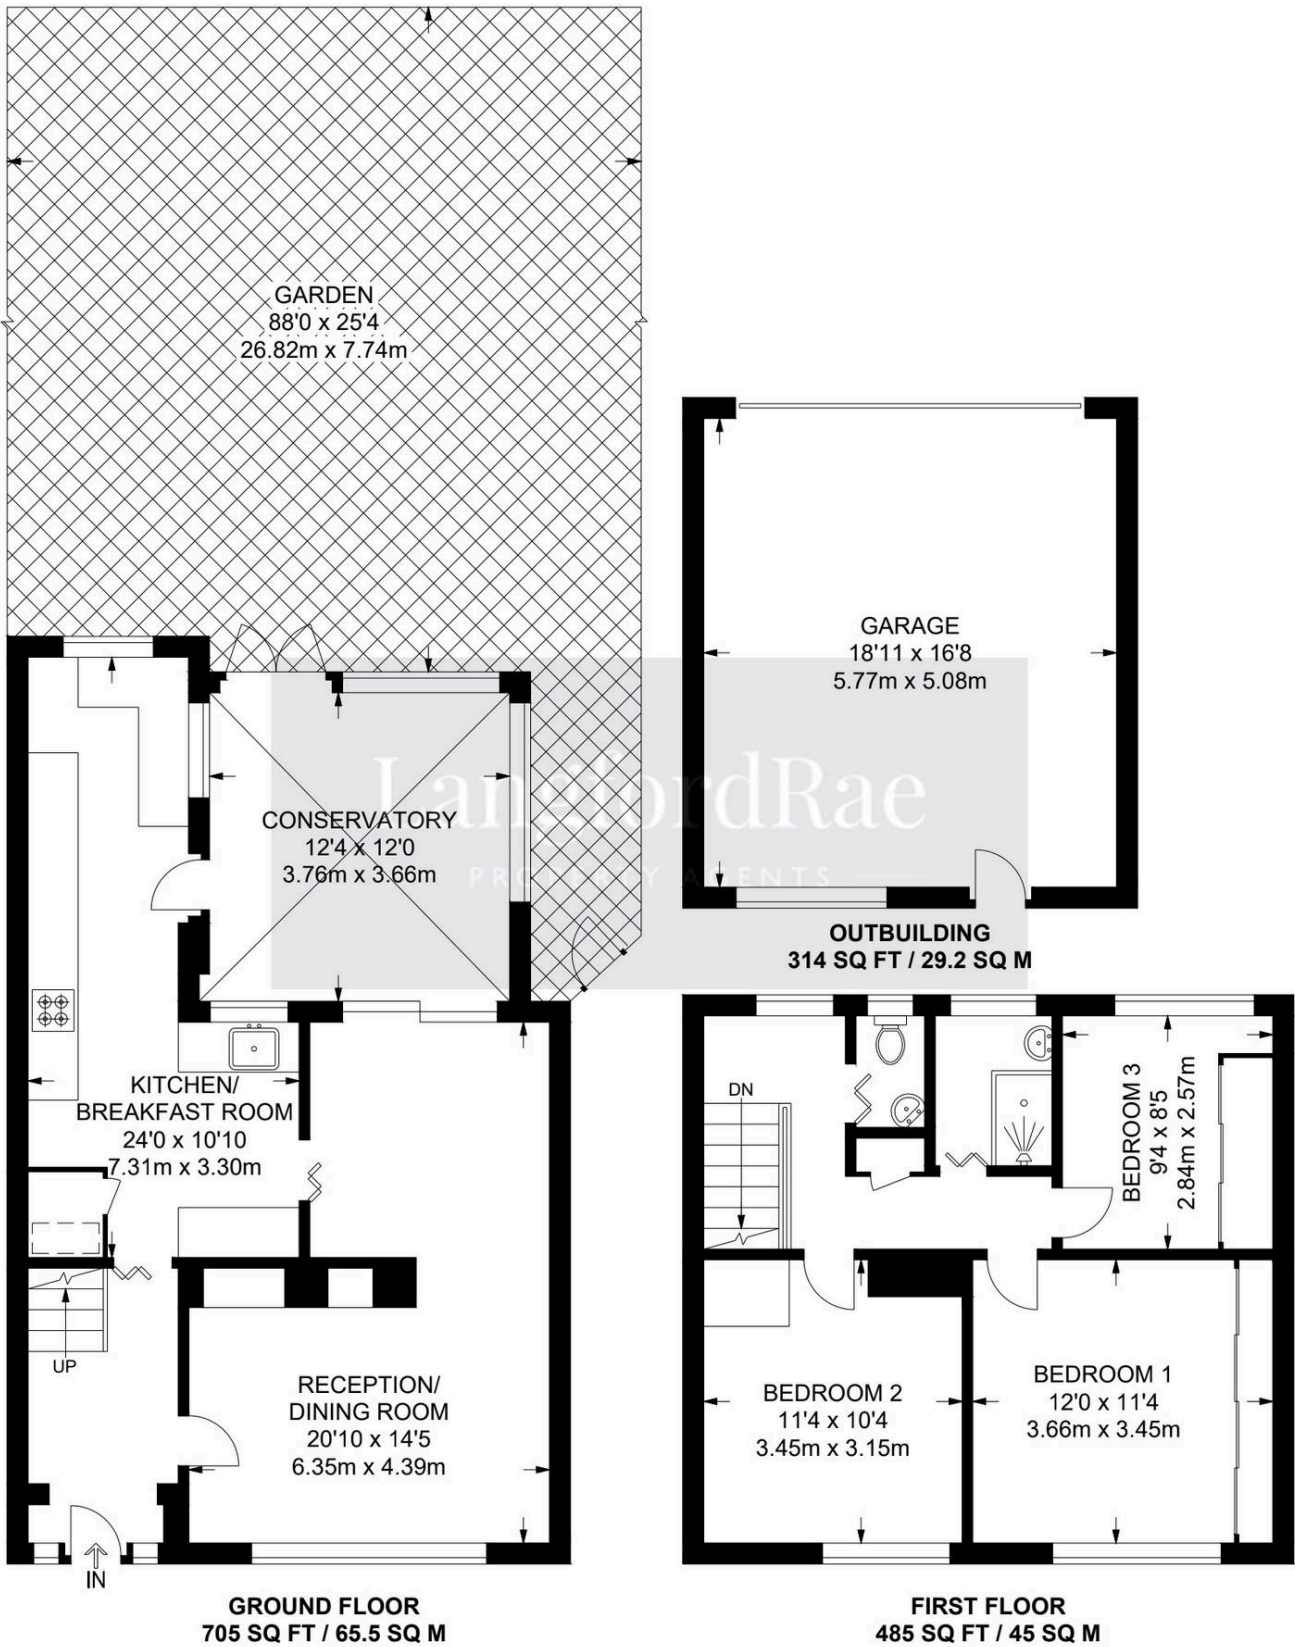 GARDEN
88'0 x 25'4
26.82m x 7.74m
GARAGE
18'11 x 16'8
5.77m x 5.08m
OUTBUILDING
314 SQ FT / 29.2 SQ M
LangfordRae
PROPERTY AGENTS
CONSERVATORY
12'4 x 12'0
3.76m x 3.66m
KITCHEN/
BREAKFAST ROOM
24'0 x 10'10
7.31m x 3.30m
UP
RECEPTION/
DINING ROOM
20'10 x 14'5
6.35m x 4.39m
IN
GROUND FLOOR
705 SQ FT / 65.5 SQ M
DN
BEDROOM 3
9'4 x 8'5
2.84m x 2.57m
BEDROOM 2
11'4 x 10'4
3.45m x 3.15m
BEDROOM 1
12'0 x 11'4
3.66m x 3.45m
FIRST FLOOR
485 SQ FT / 45 SQ M